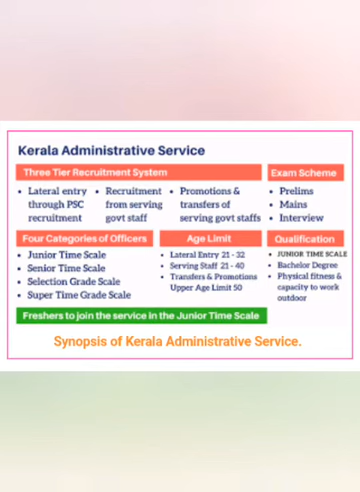 Kerala Administrative Service
Three Tier Recruitment System
• Lateral entry through PSC recruitment
• Recruitment from serving govt staff
• Promotions & transfers of serving govt staffs
Exam Scheme
• Prelims
• Mains
• Interview
Four Categories of Officers
• Junior Time Scale
• Senior Time Scale
• Selection Grade Scale
• Super Time Grade Scale
Age Limit
• Lateral Entry 21 - 32
• Serving Staff 21 - 40
• Transfers & Promotions
Upper Age Limit 50
Qualification
• JUNIOR TIME SCALE
• Bachelor Degree
• Physical fitness &
capacity to work
outdoor
Freshers to join the service in the Junior Time Scale
Synopsis of Kerala Administrative Service.